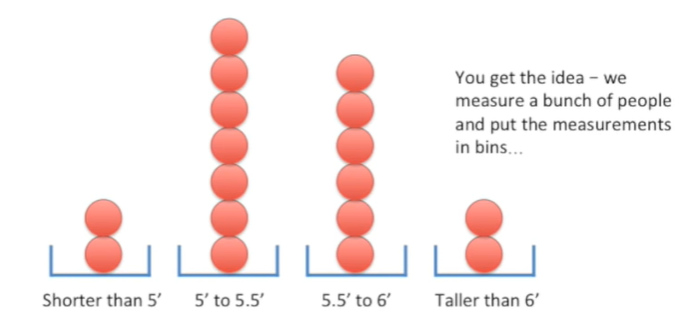 You get the idea – we
measure a bunch of people
and put the measurements
in bins...
Shorter than 5’
5’ to 5.5’
5.5’ to 6’
Taller than 6’